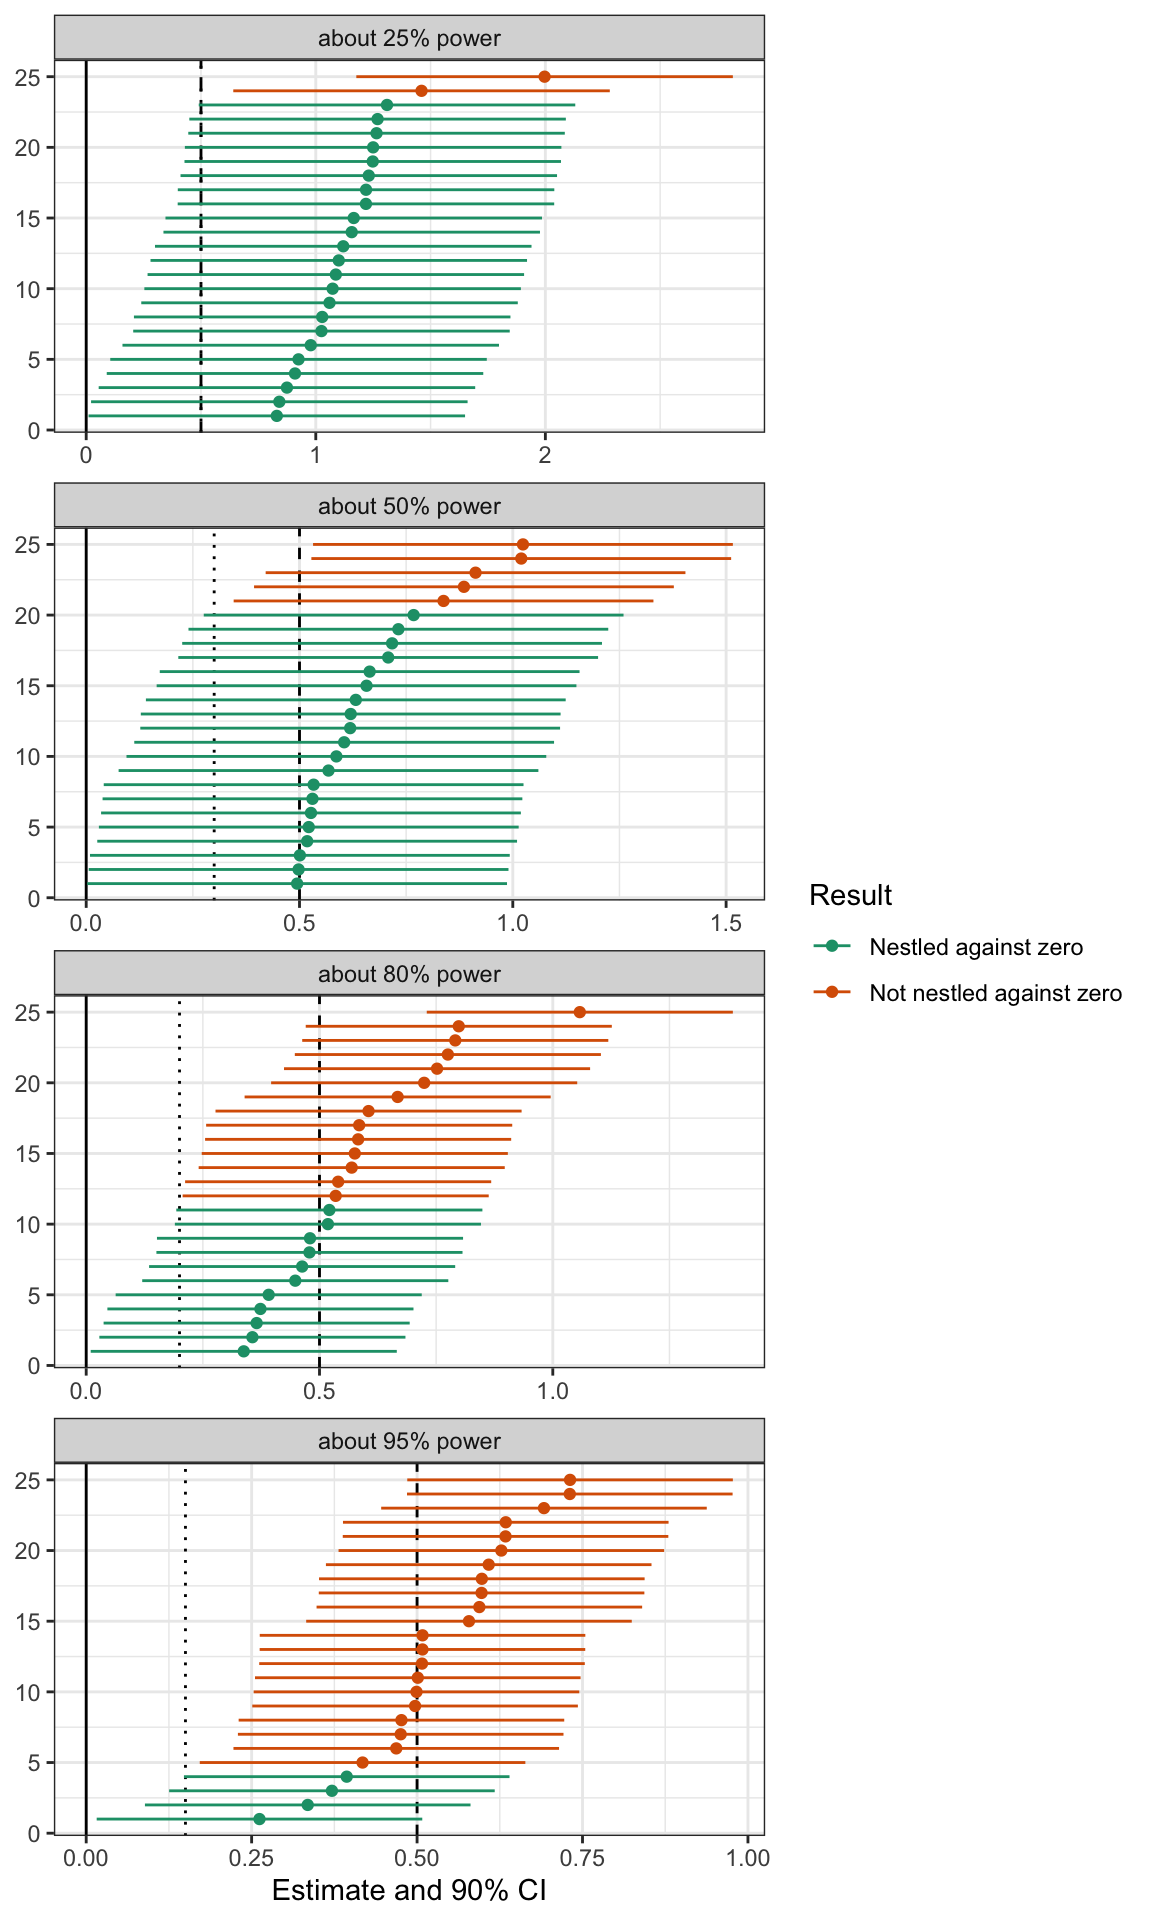 about 25% power
25
20
15
10
5
0
0 1 2
about 50% power
25
20
15
10
5
0
0.0 0.5 1.0 1.5
Result
Nestled against zero
Not nestled against zero
about 80% power
25
20
15
10
5
0
0.0 0.5 1.0
about 95% power
25
20
15
10
5
0
0.00 0.25 0.50 0.75 1.00
Estimate and 90% CI